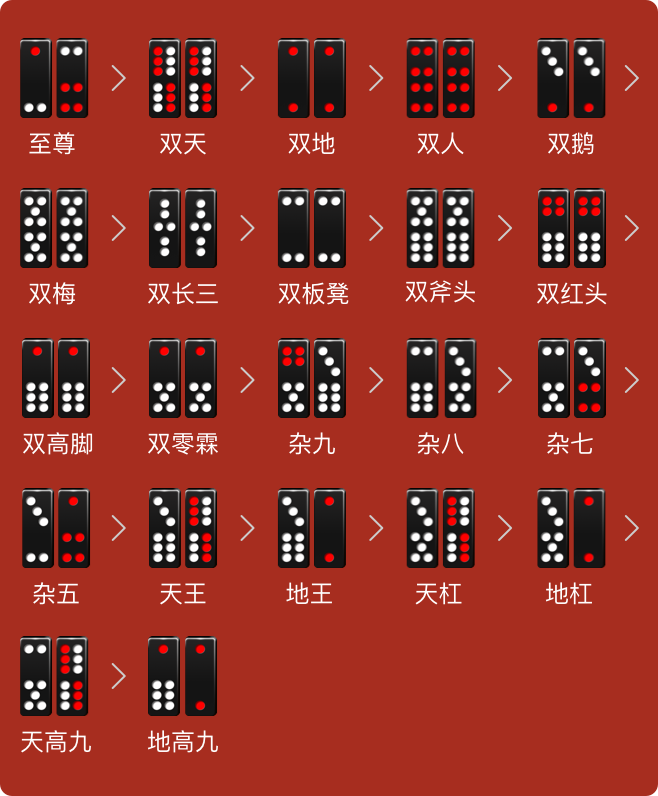 至尊 双天 双地 双人 双鹅
双梅 双长三 双板凳 双斧头 双红头
双高脚 双零霖 杂九 杂八 杂七
杂五 天王 地王 天杠 地杠
天高九 地高九